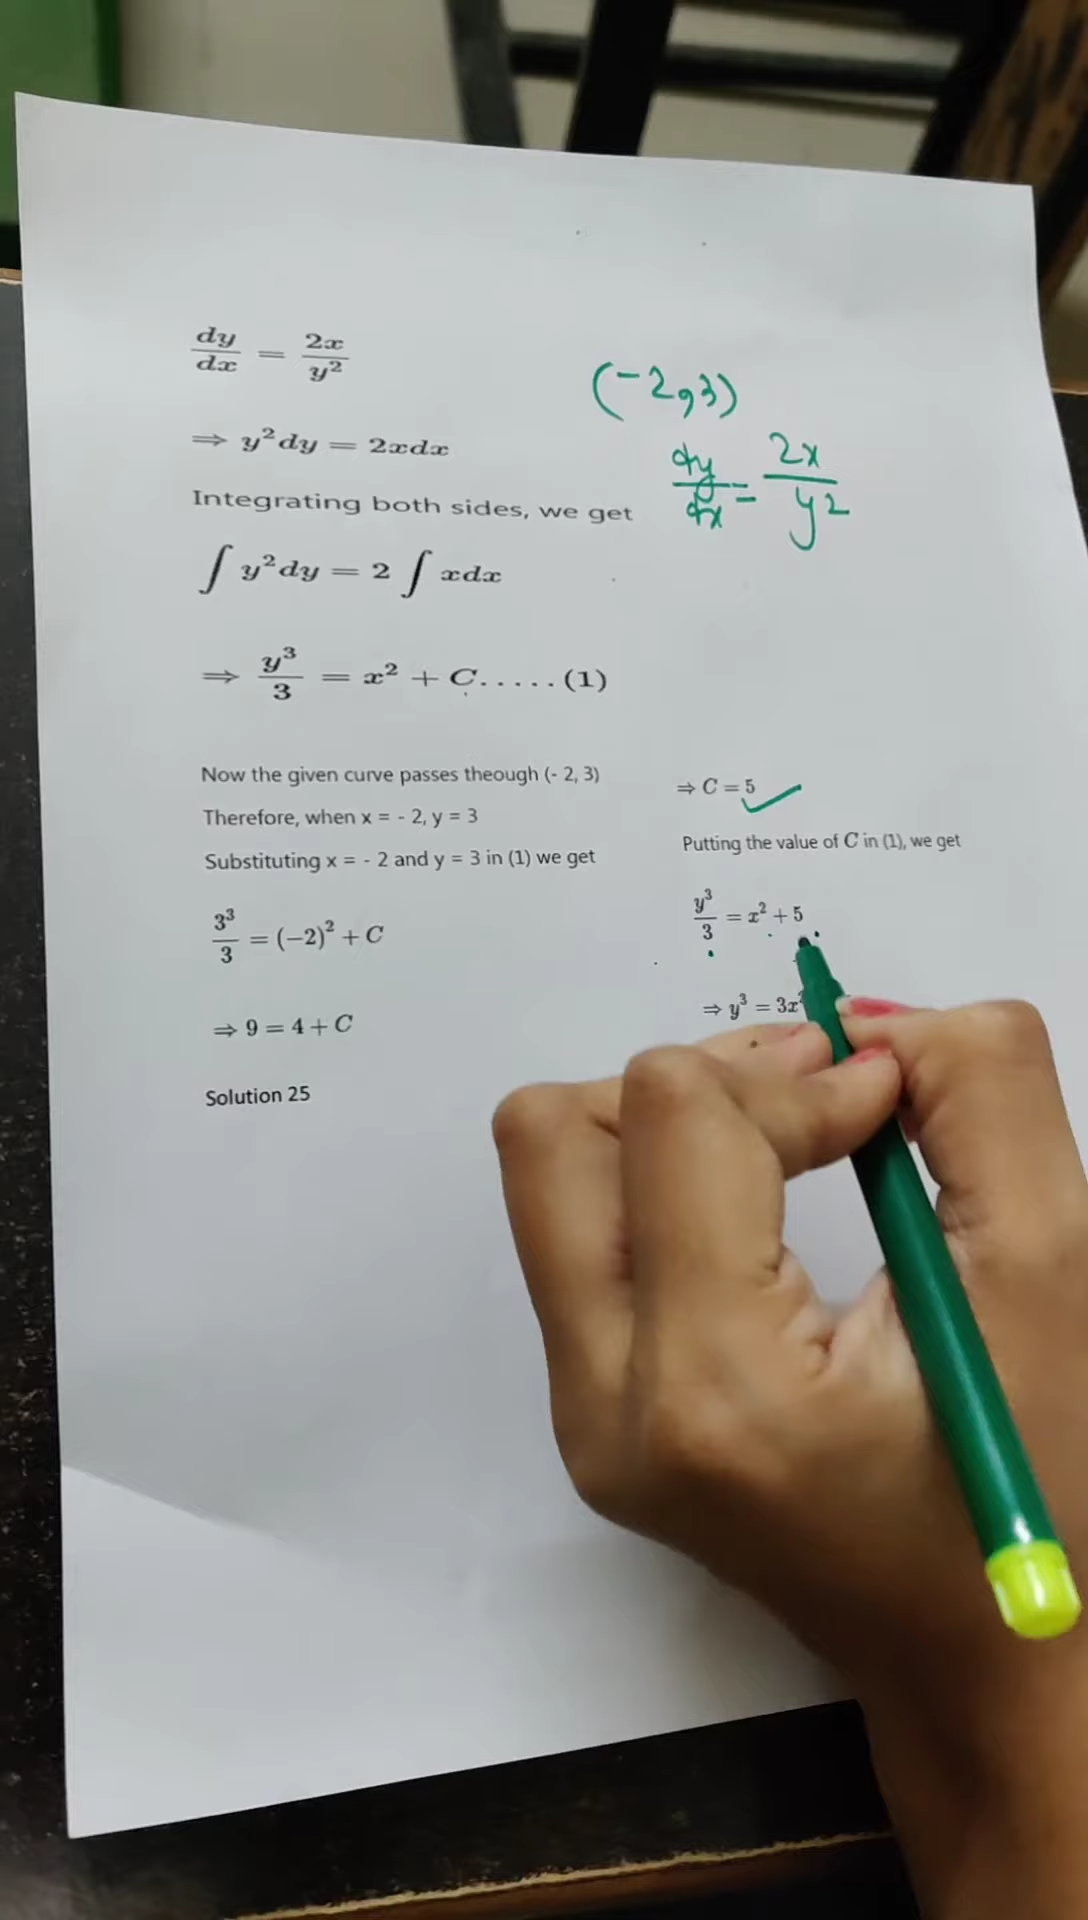 dy/dx = 2x/y²
(-2,3)
⇒ y²dy = 2xdx
dy/dx = 2x/y²
Integrating both sides, we get
∫ y²dy = 2 ∫ xdx
⇒ y³/3 = x² + C.....(1)
Now the given curve passes theough (- 2, 3)
Therefore, when x = - 2, y = 3
Substituting x = - 2 and y = 3 in (1) we get
3³/3 = (−2)² + C
⇒ 9 = 4 + C
Solution 25
⇒ C = 5
Putting the value of C in (1), we get
y³/3 = x² + 5
⇒ y³ = 3x²